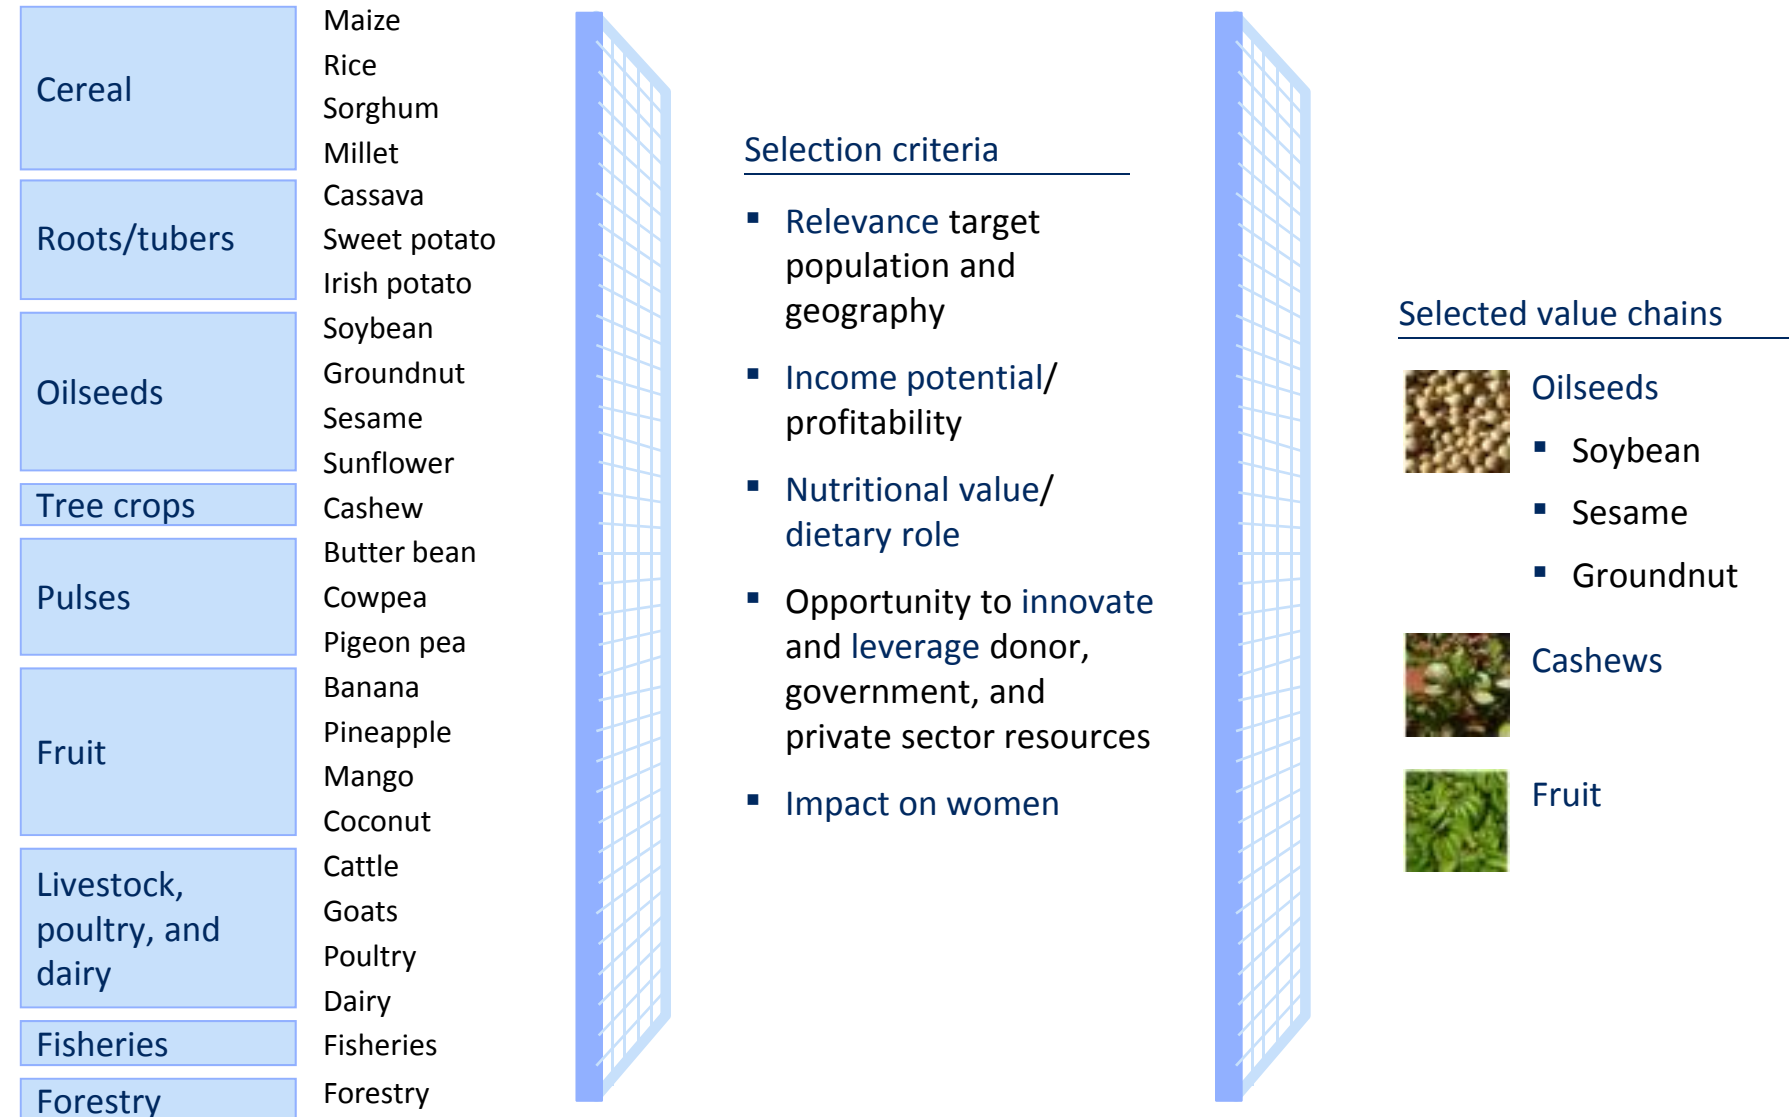 Cereal
Maize
Rice
Sorghum
Millet
Roots/tubers
Cassava
Sweet potato
Irish potato
Oilseeds
Soybean
Groundnut
Sesame
Sunflower
Tree crops
Cashew
Pulses
Butter bean
Cowpea
Pigeon pea
Fruit
Banana
Pineapple
Mango
Coconut
Livestock,
poultry, and
dairy
Cattle
Goats
Poultry
Dairy
Fisheries
Fisheries
Forestry
Forestry
Selection criteria
▪ Relevance target
population and
geography
▪ Income potential/
profitability
▪ Nutritional value/
dietary role
▪ Opportunity to innovate
and leverage donor,
government, and
private sector resources
▪ Impact on women
Selected value chains
Oilseeds
▪ Soybean
▪ Sesame
▪ Groundnut
Cashews
Fruit